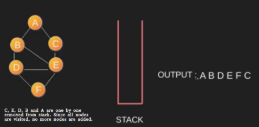 A
B
C
D
E
F
C, E, D, B and A are one by one
removed from stack. Since all nodes
are visited, no more nodes are added.
OUTPUT :. A B D E F C
STACK